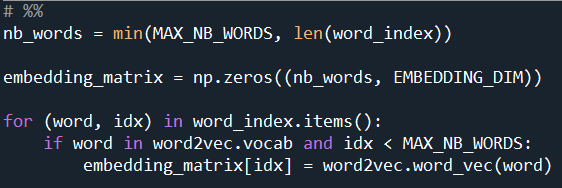 # %%
nb_words = min(MAX_NB_WORDS, len(word_index))
embedding_matrix = np.zeros((nb_words, EMBEDDING_DIM))
for (word, idx) in word_index.items():
    if word in word2vec.vocab and idx < MAX_NB_WORDS:
        embedding_matrix[idx] = word2vec.word_vec(word)